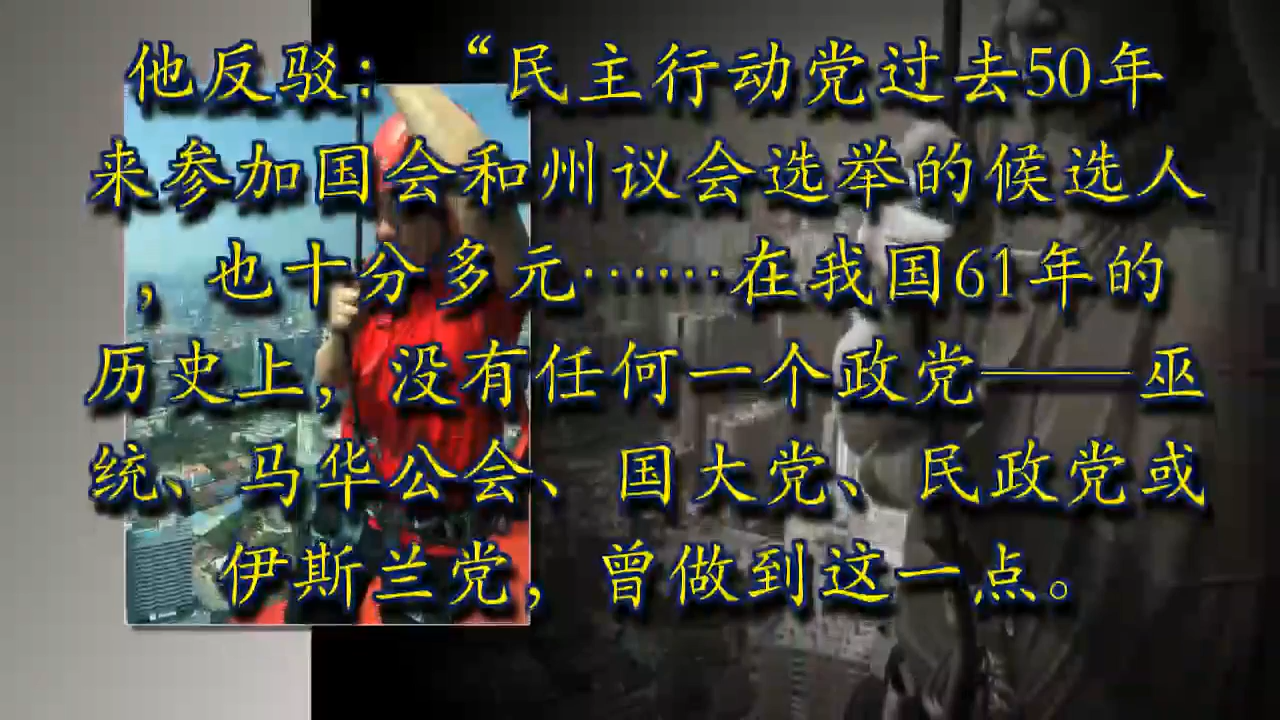 他反驳：“民主行动党过去50年
来参加国会和州议会选举的候选人
，也十分多元……在我国61年的
历史上，没有任何一个政党——巫
统、马华公会、国大党、民政党或
伊斯兰党，曾做到这一点。